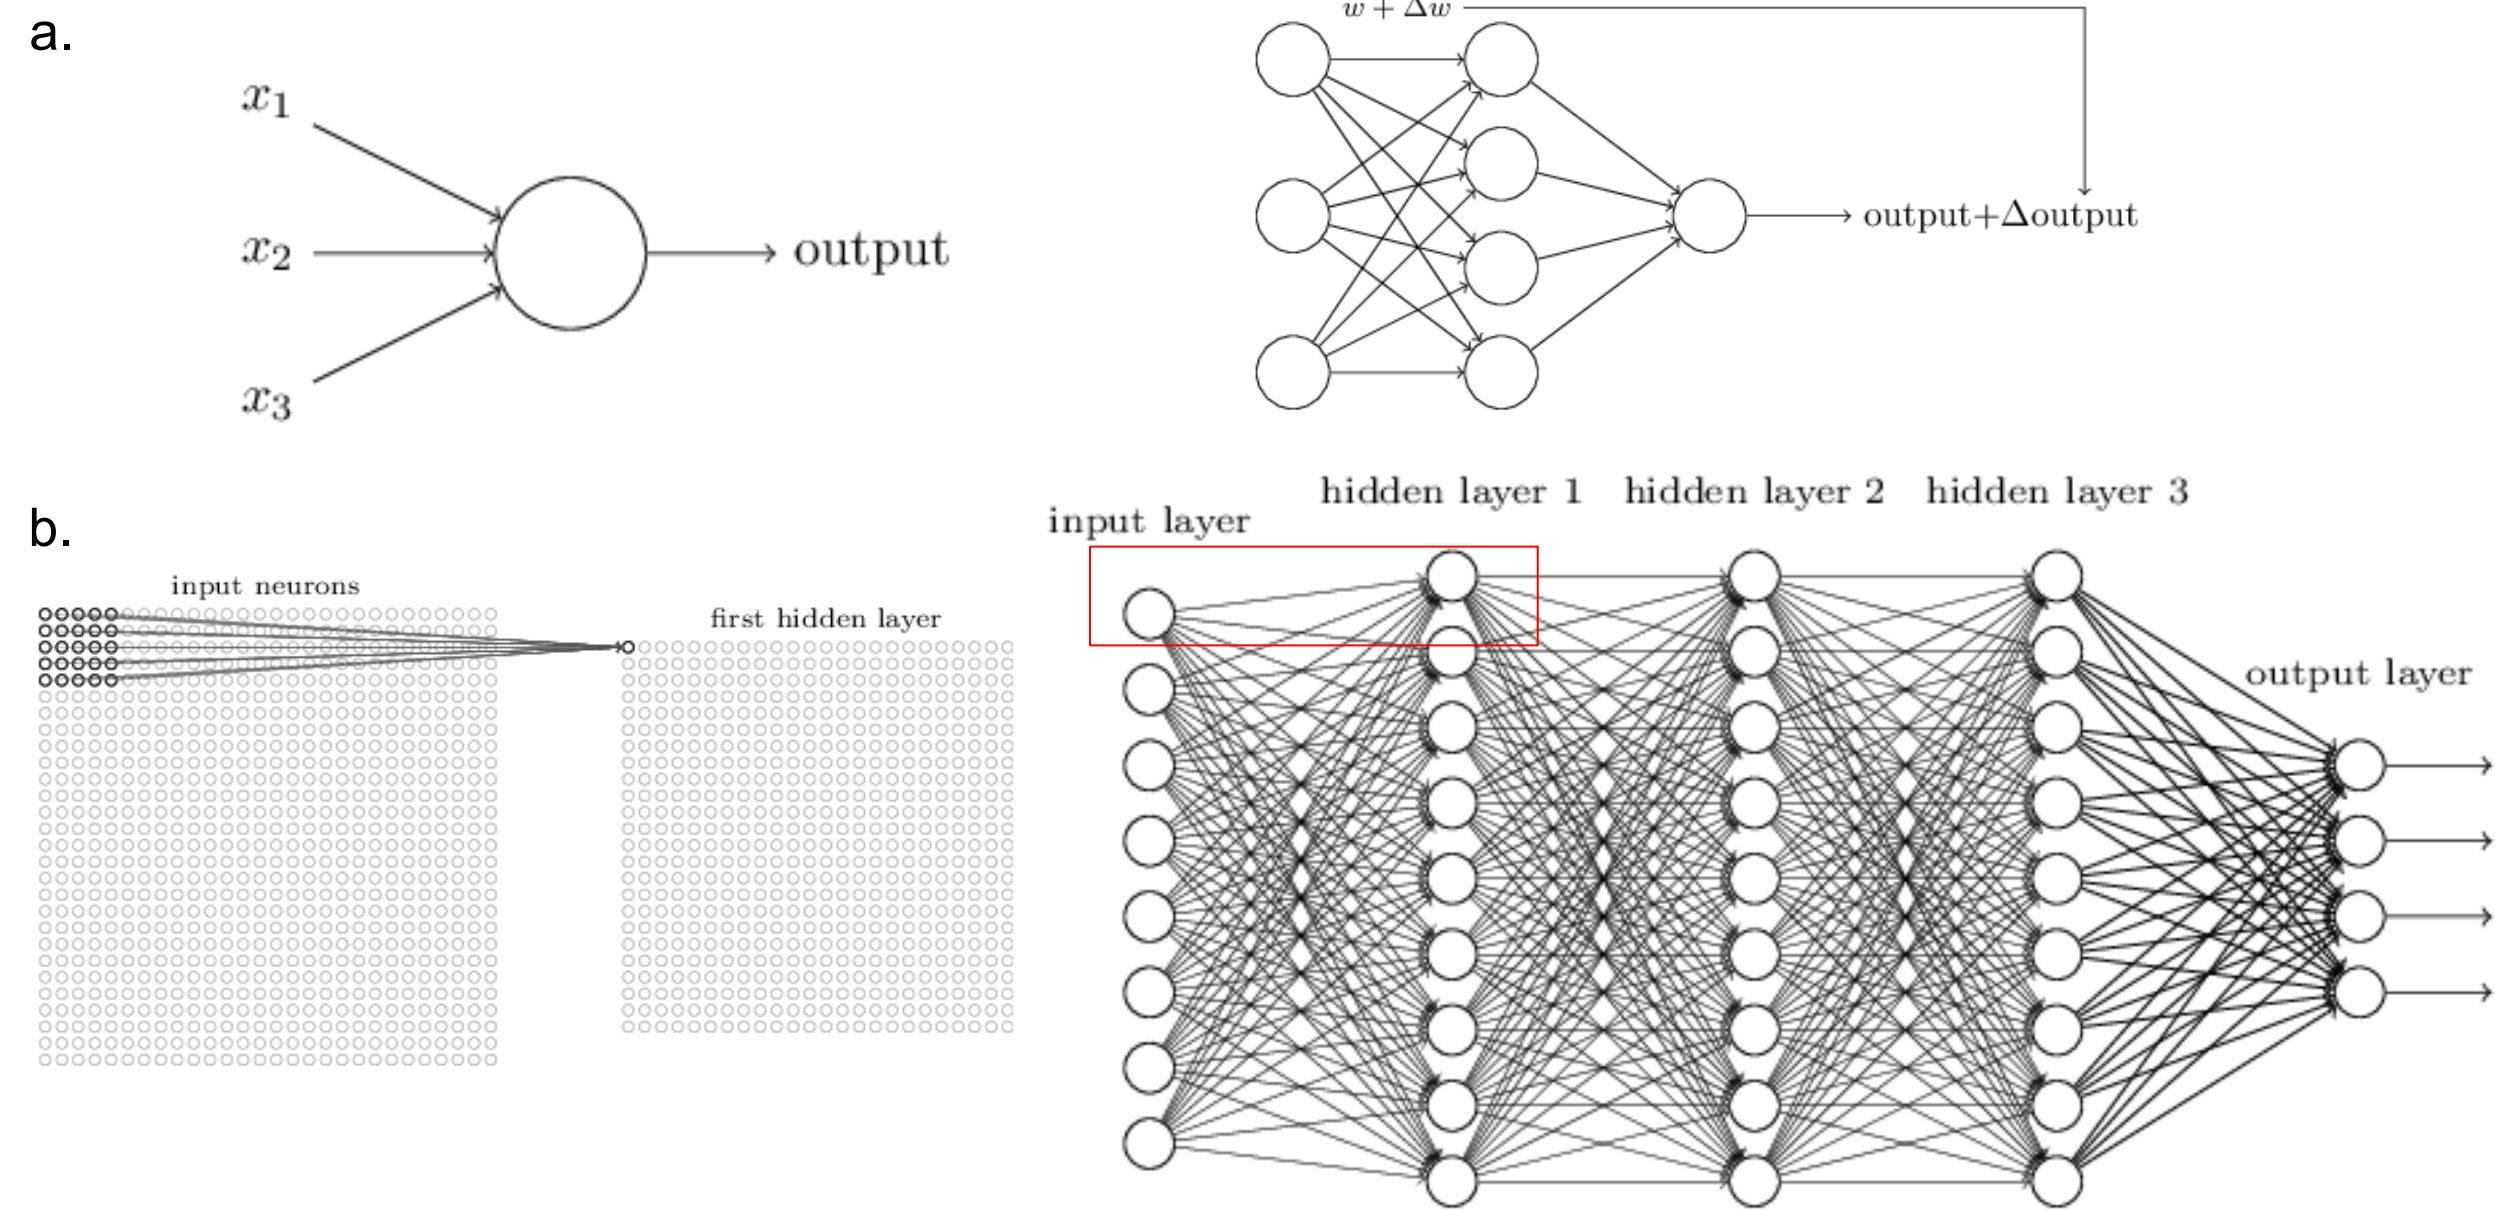 a.
x₁
x₂
x₃
output
w + Δw
output+Δoutput
b.
input neurons
first hidden layer
input layer
hidden layer 1
hidden layer 2
hidden layer 3
output layer